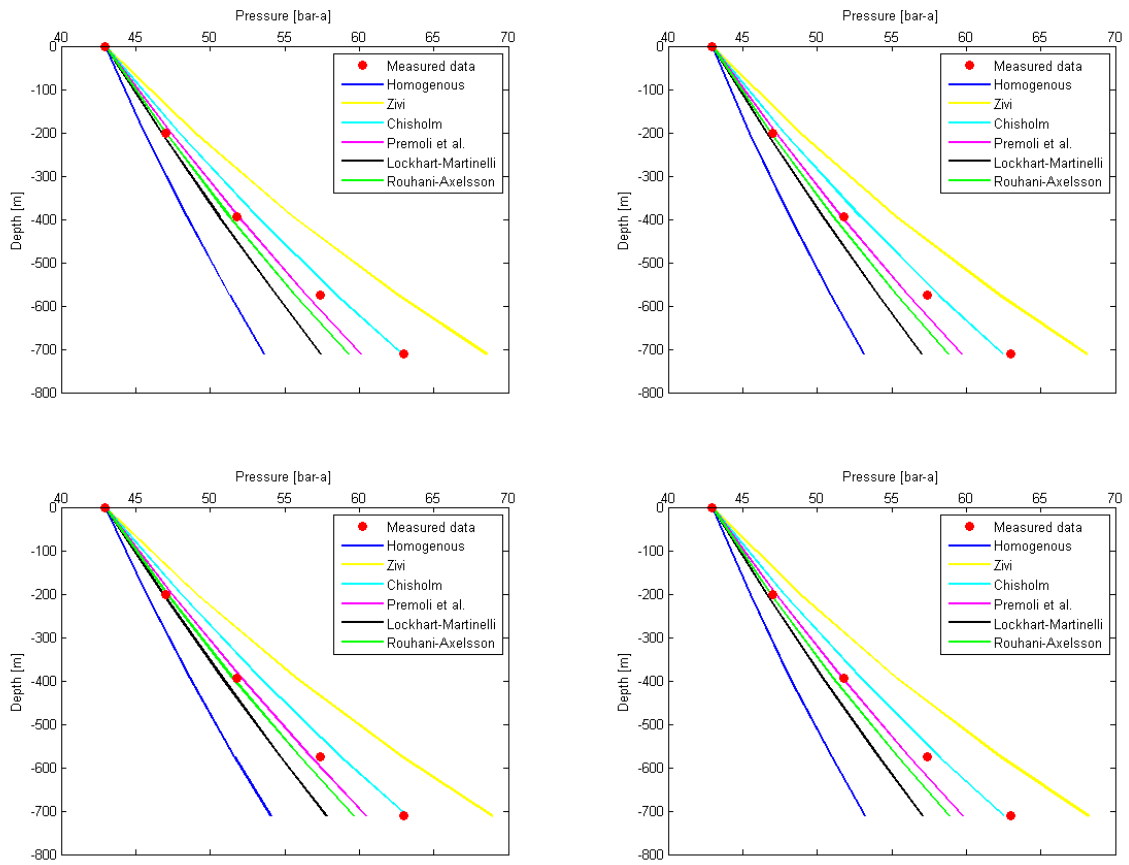 Pressure [bar-a]
40 45 50 55 60 65 70
0
-100
-200
-300
-400
-500
-600
-700
-800
Depth [m]
Measured data
Homogenous
Zivi
Chisholm
Premoli et al.
Lockhart-Martinelli
Rouhani-Axelsson
Pressure [bar-a]
40 45 50 55 60 65 70
0
-100
-200
-300
-400
-500
-600
-700
-800
Depth [m]
Measured data
Homogenous
Zivi
Chisholm
Premoli et al.
Lockhart-Martinelli
Rouhani-Axelsson
Pressure [bar-a]
40 45 50 55 60 65 70
0
-100
-200
-300
-400
-500
-600
-700
-800
Depth [m]
Measured data
Homogenous
Zivi
Chisholm
Premoli et al.
Lockhart-Martinelli
Rouhani-Axelsson
Pressure [bar-a]
40 45 50 55 60 65 70
0
-100
-200
-300
-400
-500
-600
-700
-800
Depth [m]
Measured data
Homogenous
Zivi
Chisholm
Premoli et al.
Lockhart-Martinelli
Rouhani-Axelsson